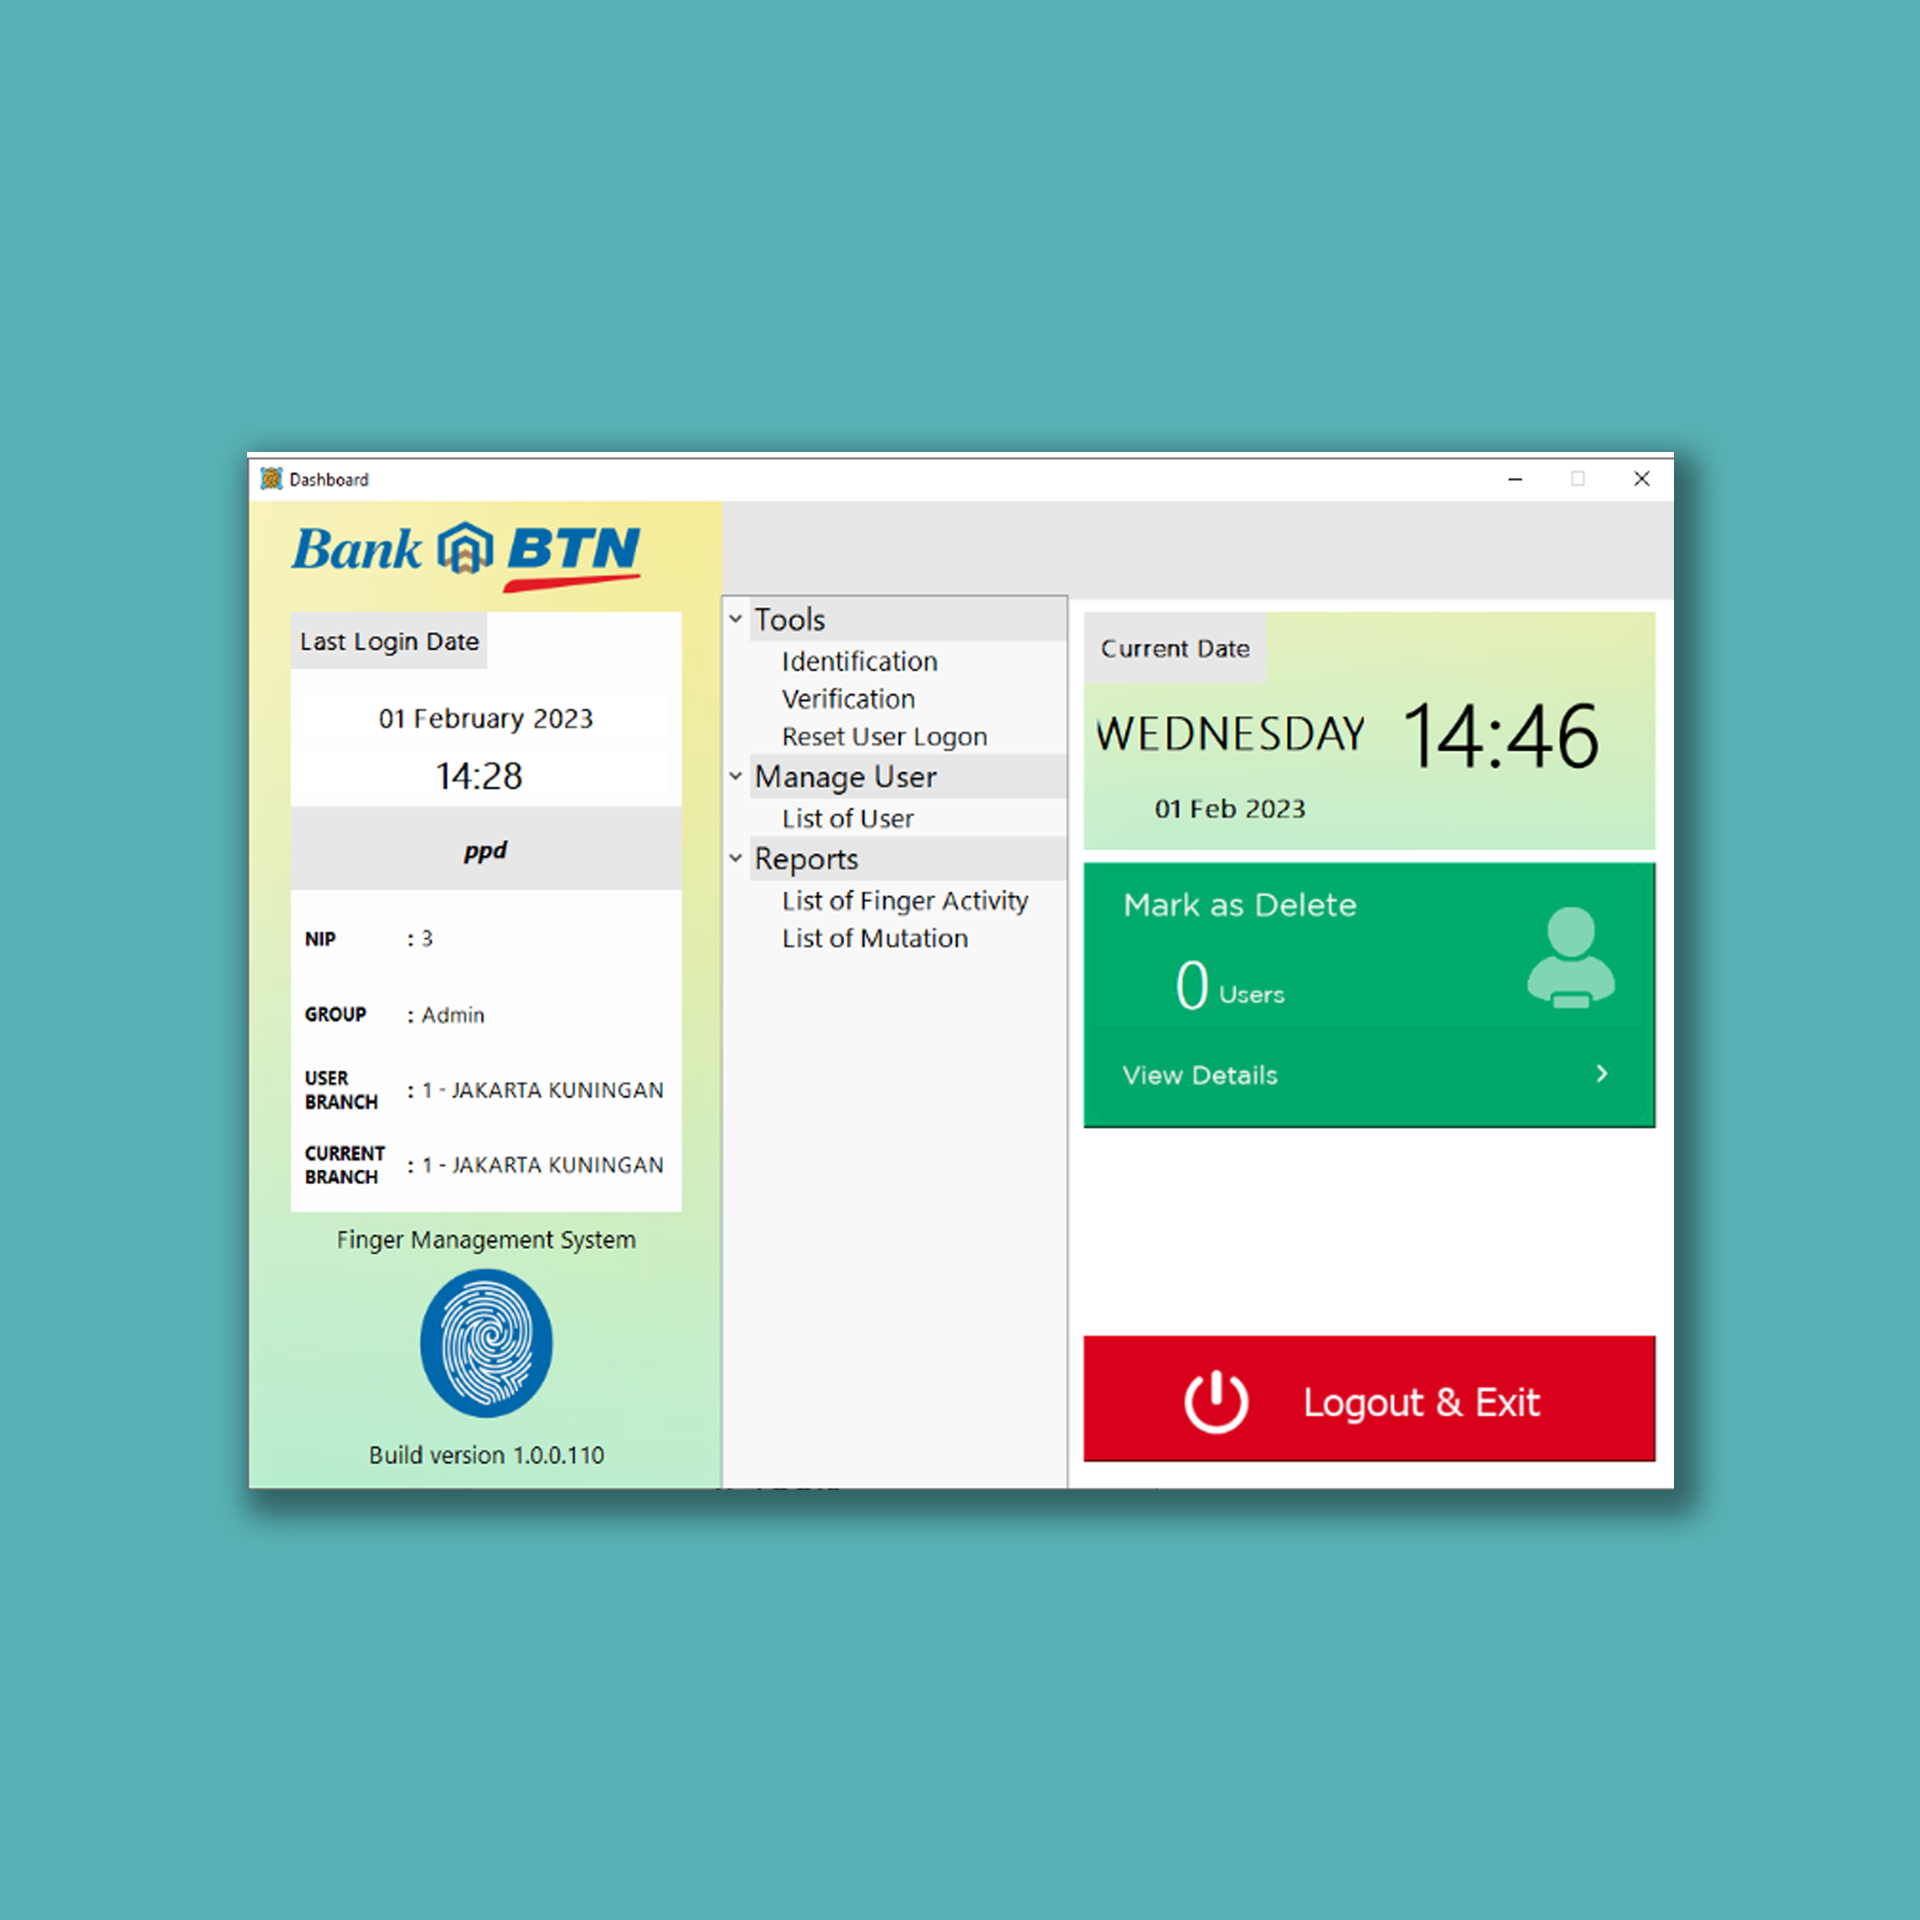 Dashboard
Bank BTN
Last Login Date
01 February 2023
14:28
ppd
NIP : 3
GROUP : Admin
USER BRANCH : 1 - JAKARTA KUNINGAN
CURRENT BRANCH : 1 - JAKARTA KUNINGAN
Finger Management System
Build version 1.0.0.110
Tools
Identification
Verification
Reset User Logon
Manage User
List of User
Reports
List of Finger Activity
List of Mutation
Current Date
WEDNESDAY 14:46
01 Feb 2023
Mark as Delete
0 Users
View Details
Logout & Exit